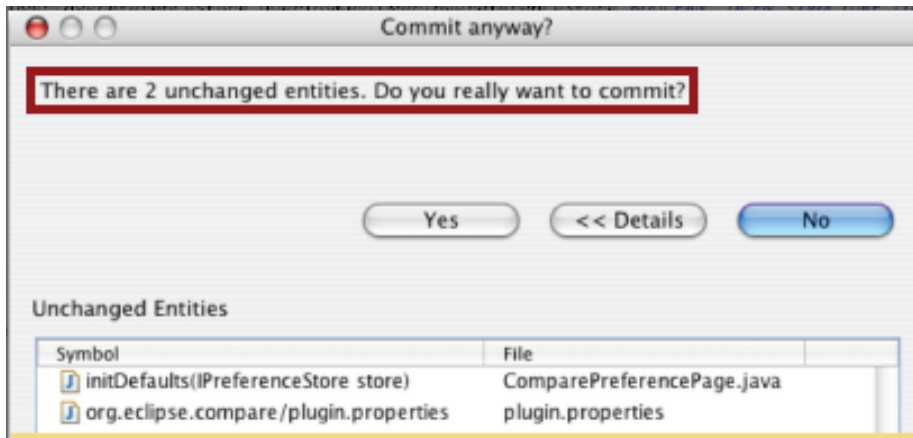 Commit anyway?
There are 2 unchanged entities. Do you really want to commit?
Yes << Details No
Unchanged Entities
Symbol File
initDefaults(IPreferenceStore store) ComparePreferencePage.java
org.eclipse.compare/plugin.properties plugin.properties